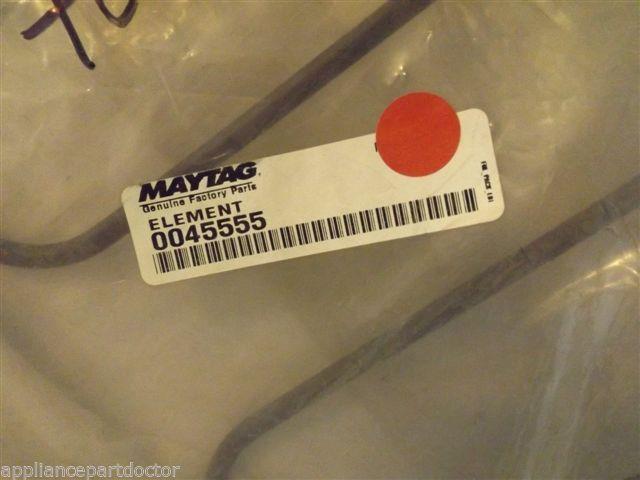 MAYTAG
Genuine Factory Parts
ELEMENT
0045555
appliancepartdoctor